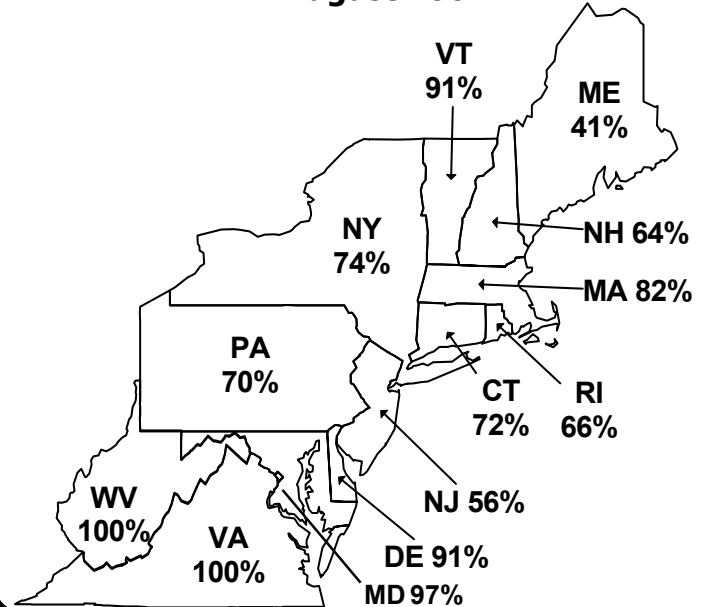 VT
91%
ME
41%
NY
74%
NH 64%
MA 82%
PA
70%
CT
72%
RI
66%
WV
100%
VA
100%
NJ 56%
DE 91%
MD 97%